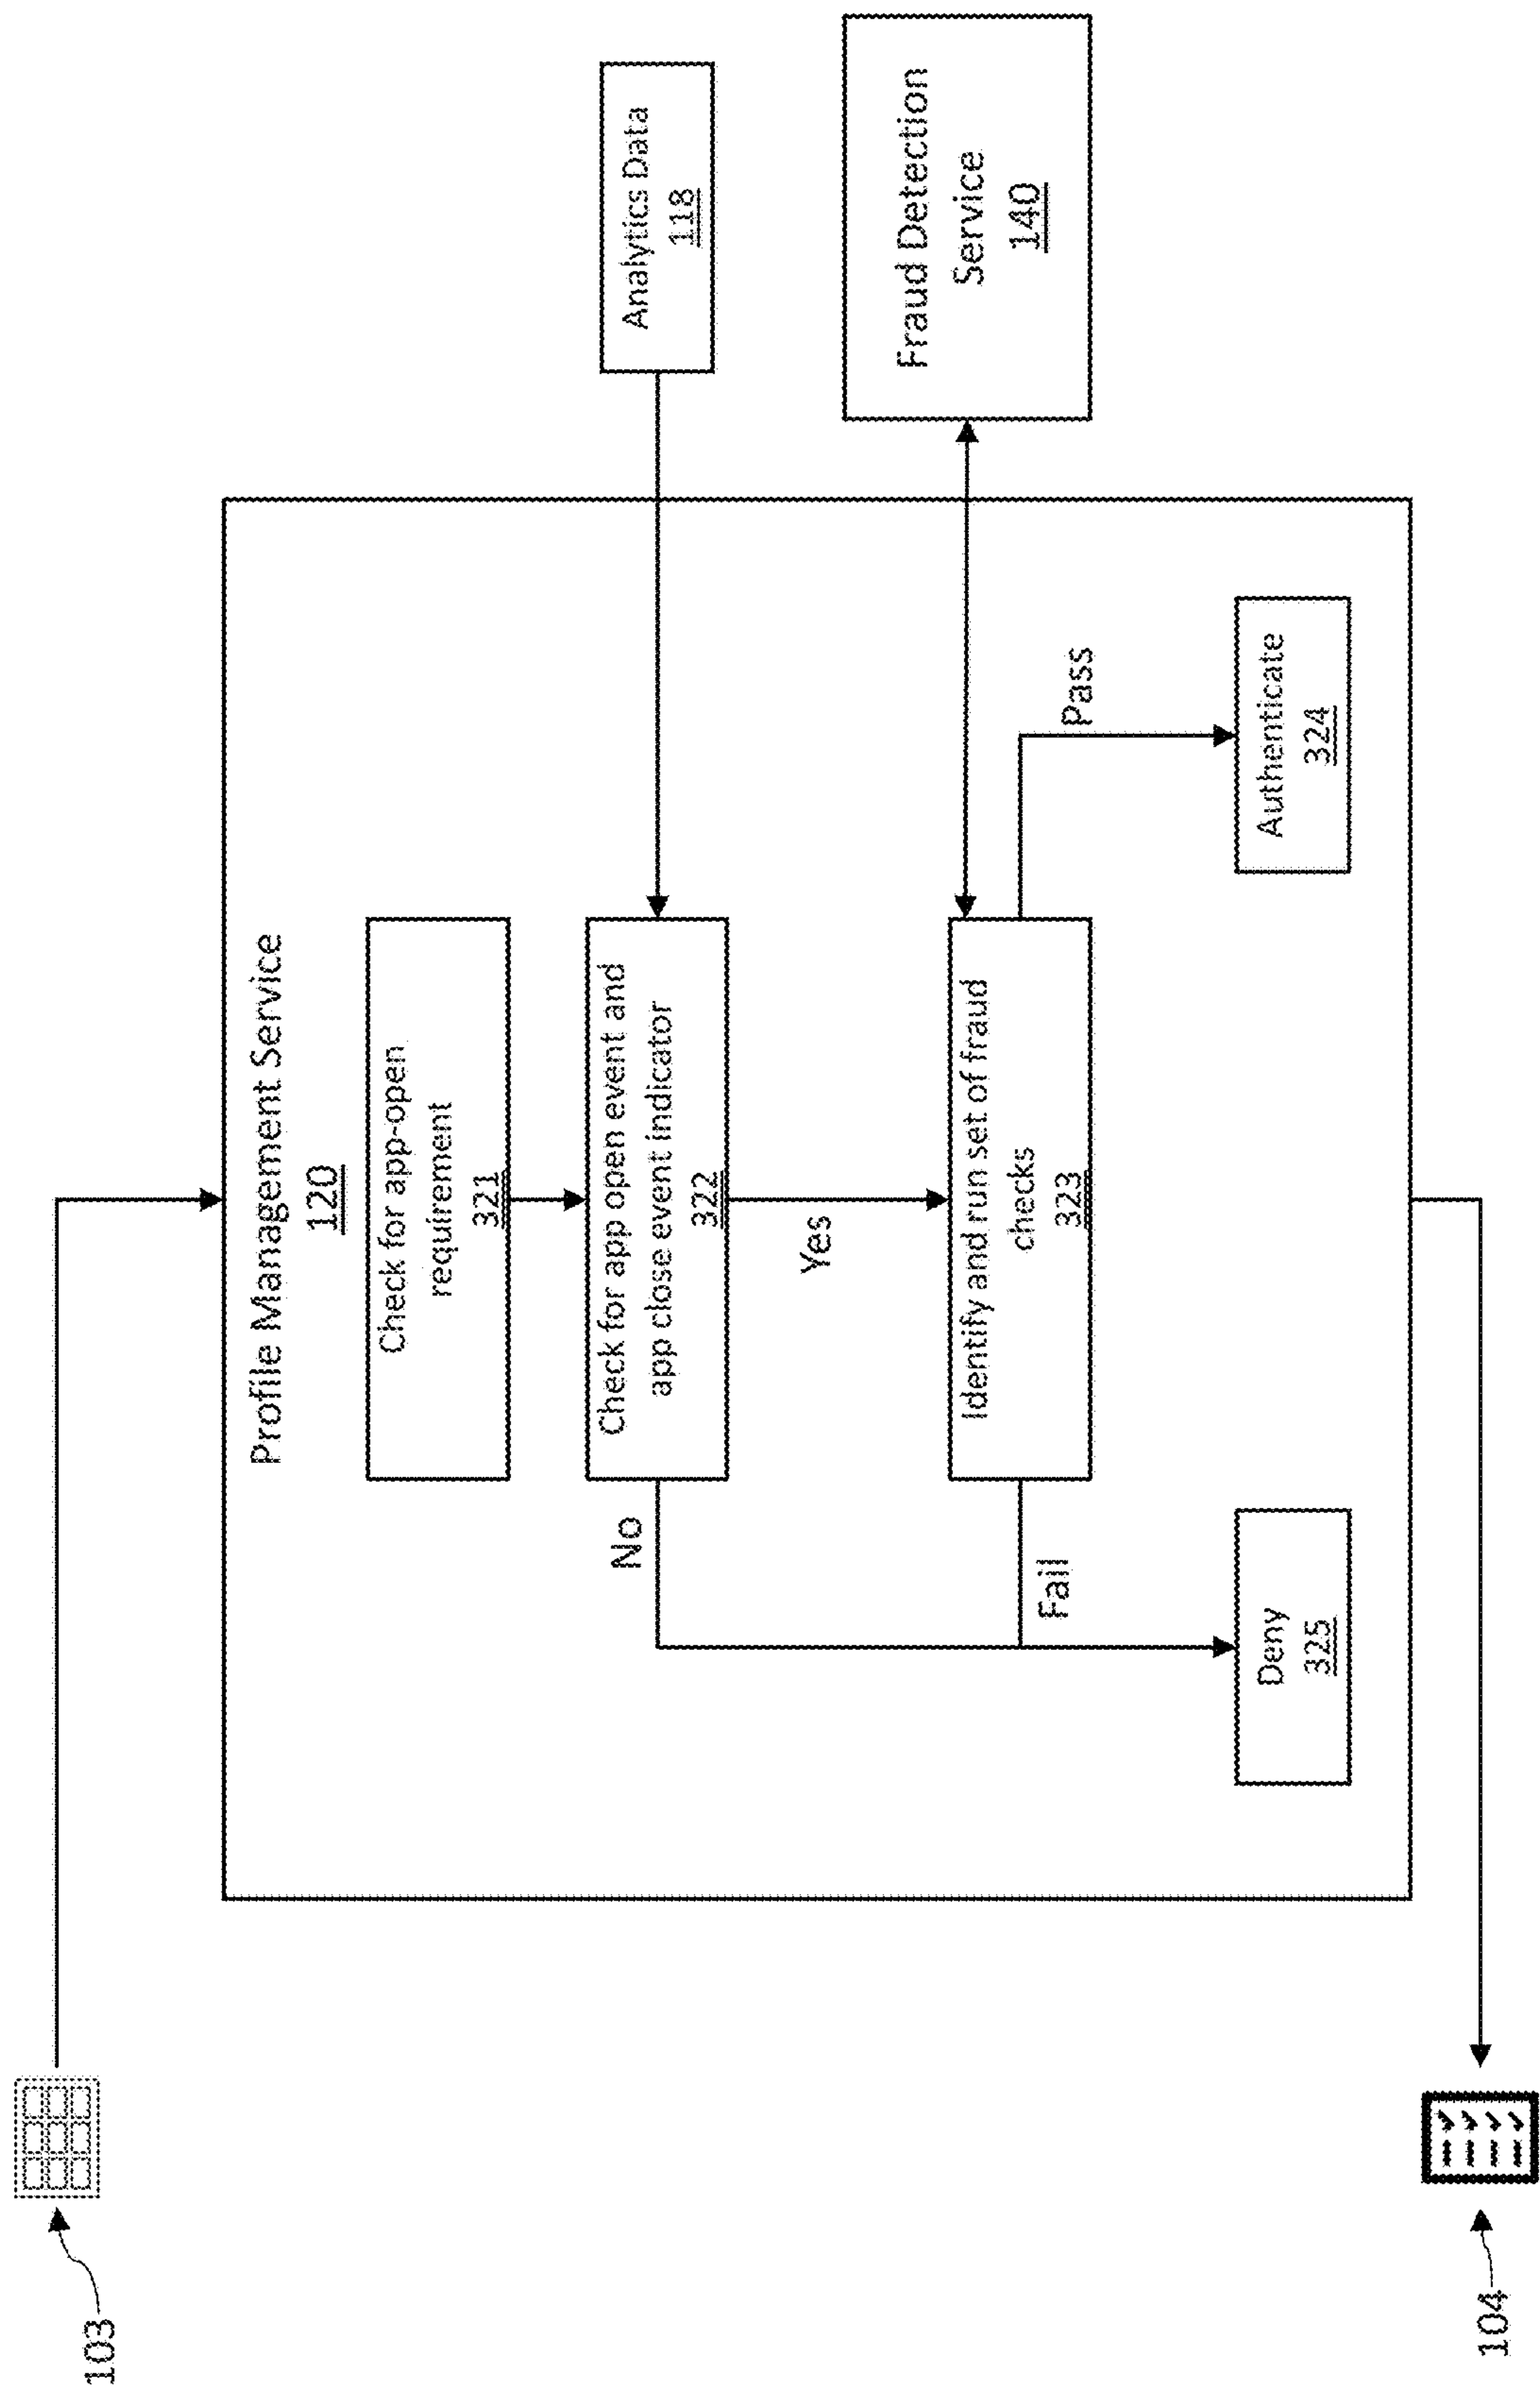 103
Profile Management Service
120
Check for app-open
requirement
321
Check for app open event and
app close event indicator
322
Analytics Data
118
No
Yes
Identify and run set of fraud
checks
323
Fraud Detection
Service
140
Fail
Pass
Deny
325
Authenticate
324
104